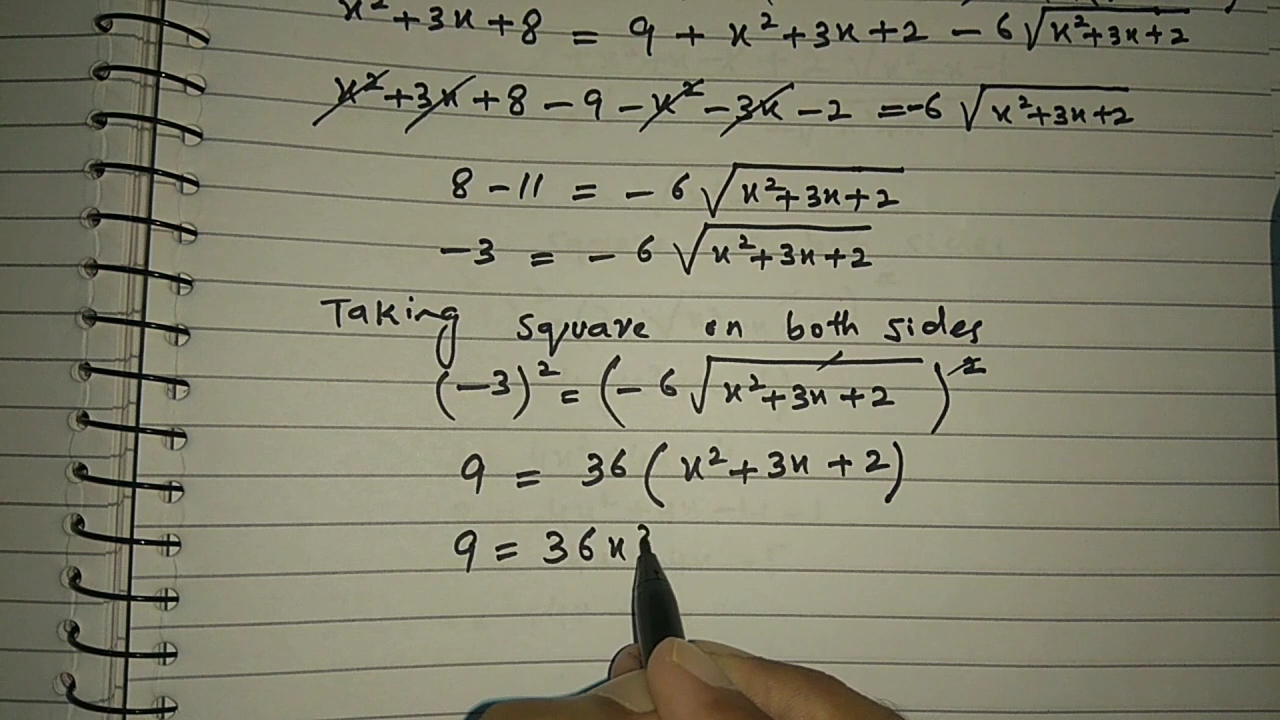 x²+3x+8 = 9 + x²+3x+2 - 6√x²+3x+2
x²+3x+8-9-x²-3x-2 =-6 √x²+3x+2
8-11 = -6√x²+3x+2
-3 = -6√x²+3x+2
Taking square on both sides
(-3)² = (-6√x²+3x+2)²
9 = 36(x²+3x+2)
9 = 36x²